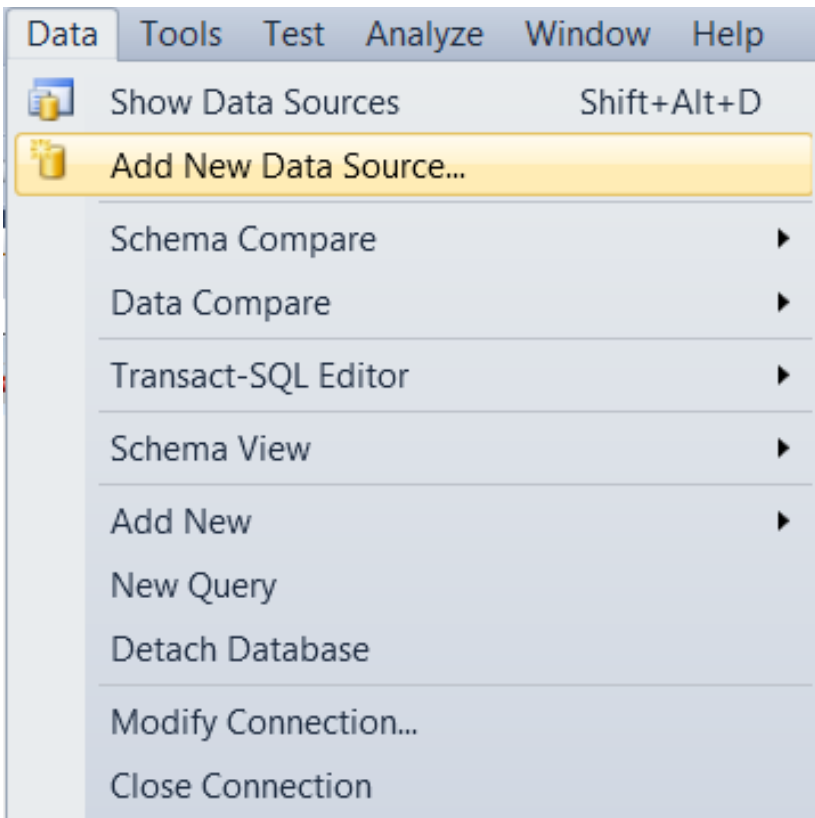 Data Tools Test Analyze Window Help
Show Data Sources Shift+Alt+D
Add New Data Source...
Schema Compare
Data Compare
Transact-SQL Editor
Schema View
Add New
New Query
Detach Database
Modify Connection...
Close Connection